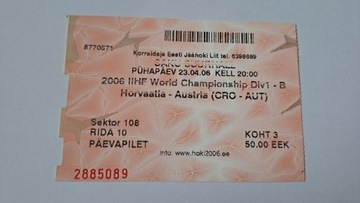 8770571
Korraldaja Eesti Jäähoki Liit tel. 6398689
SAKU SUURHALL
PÜHAPÄEV 23.04.06 KELL 20:00
2006 IIHF World Championship Div1 - B
Horvaatia - Austria (CRO - AUT)
Sektor 108
RIDA 10 KOHT 3
PÄEVAPILET 50.00 EEK
info: www.hoki2006.ee
2885089